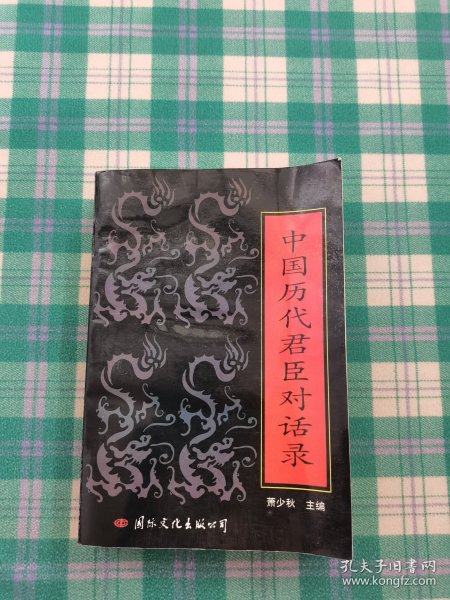 中国历代君臣对话录
萧少秋 主编
国际文化出版公司
孔夫子旧书网
www.kongfz.com